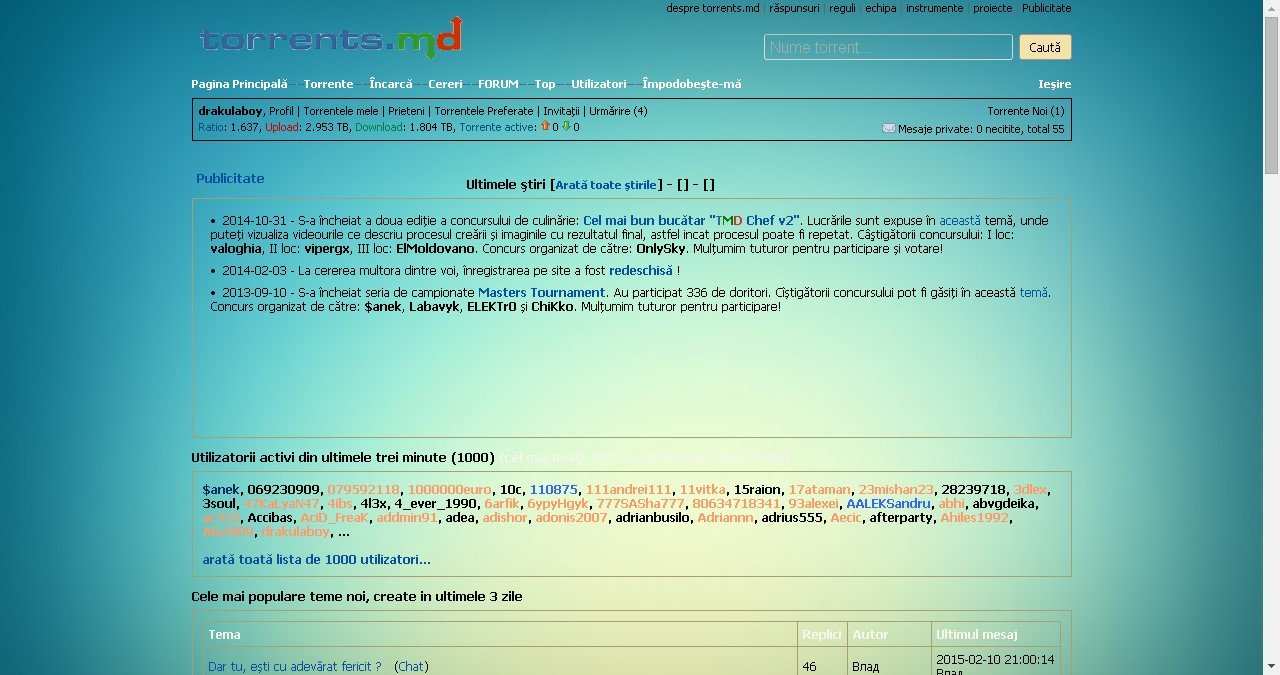 despre torrents.md | răspunsuri | reguli | echipa | instrumente | proiecte | Publicitate
torrents.md
Nume torrent...
Caută
Pagina Principală Torrente Încarcă Cereri FORUM Top Utilizatori Împodobește-mă Ieșire
drakulaboy, Profil | Torrentele mele | Prieteni | Torrentele Preferate | Invitații | Urmărire (4) Torrente Noi (1)
Ratio: 1.637, Upload: 2.953 TB, Download: 1.804 TB, Torrente active: 0 0 Mesaje private: 0 necitite, total 55
Publicitate
Ultimele știri [Arată toate știrile] - [] - []
• 2014-10-31 - S-a încheiat a doua ediție a concursului de culinărie: Cel mai bun bucătar "TMD Chef v2". Lucrările sunt expuse în această temă, unde
puteți vizualiza videourile ce descriu procesul creării și imaginile cu rezultatul final, astfel incat procesul poate fi repetat. Câștigătorii concursului: I loc:
valoghia, II loc: vipergx, III loc: ElMoldovano. Concurs organizat de către: OnlySky. Mulțumim tuturor pentru participare și votare!
• 2014-02-03 - La cererea multora dintre voi, înregistrarea pe site a fost redeschisă !
• 2013-09-10 - S-a încheiat seria de campionate Masters Tournament. Au participat 336 de doritori. Cîștigătorii concursului pot fi găsiți în această temă.
Concurs organizat de către: $anek, Labavyk, ELEKTr0 și ChiKko. Mulțumim tuturor pentru participare!
Utilizatorii activi din ultimele trei minute (1000) (cel mai mulți: 4571
$anek, 069230909, 079592118, 1000000euro, 10c, 110875, 111andrei111, 11vitka, 15raion, 17ataman, 23mishan23, 28239718, 3dlex,
3soul, 47KaLyaN47, 4ibs, 4l3x, 4_ever_1990, 6arfik, 6ypyHgyk, 777SASha777, 80634718341, 93alexei, AALEKSandru, abhi, abvgdeika,
Accibas, AciD_FreaK, addmin91, adea, adishor, adonis2007, adrianbusilo, Adriannn, adrius555, Aecic, afterparty, Ahiles1992,
drakulaboy, ...
arată toată lista de 1000 utilizatori...
Cele mai populare teme noi, create in ultimele 3 zile
Tema Replici Autor Ultimul mesaj
Dar tu, ești cu adevărat fericit ? (Chat) 46 Влад 2015-02-10 21:00:14
Влад